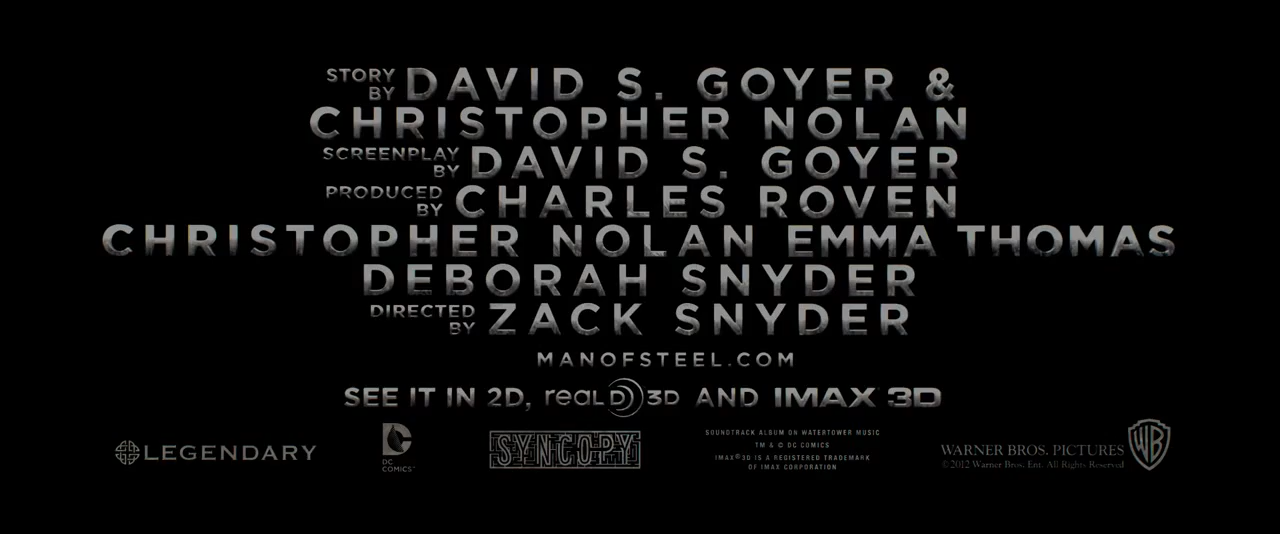 STORY BY DAVID S. GOYER &
CHRISTOPHER NOLAN
SCREENPLAY BY DAVID S. GOYER
PRODUCED BY CHARLES ROVEN
CHRISTOPHER NOLAN EMMA THOMAS
DEBORAH SNYDER
DIRECTED BY ZACK SNYDER
MANOFSTEEL.COM
SEE IT IN 2D, REAL D 3D AND IMAX 3D
LEGENDARY
DC COMICS™
SYNCOPY
SOUNDTRACK ALBUM ON WATERTOWER MUSIC
TM & © DC COMICS
IMAX® 3D IS A REGISTERED TRADEMARK
OF IMAX CORPORATION
WARNER BROS. PICTURES
©2012 Warner Bros. Ent. All Rights Reserved
WB